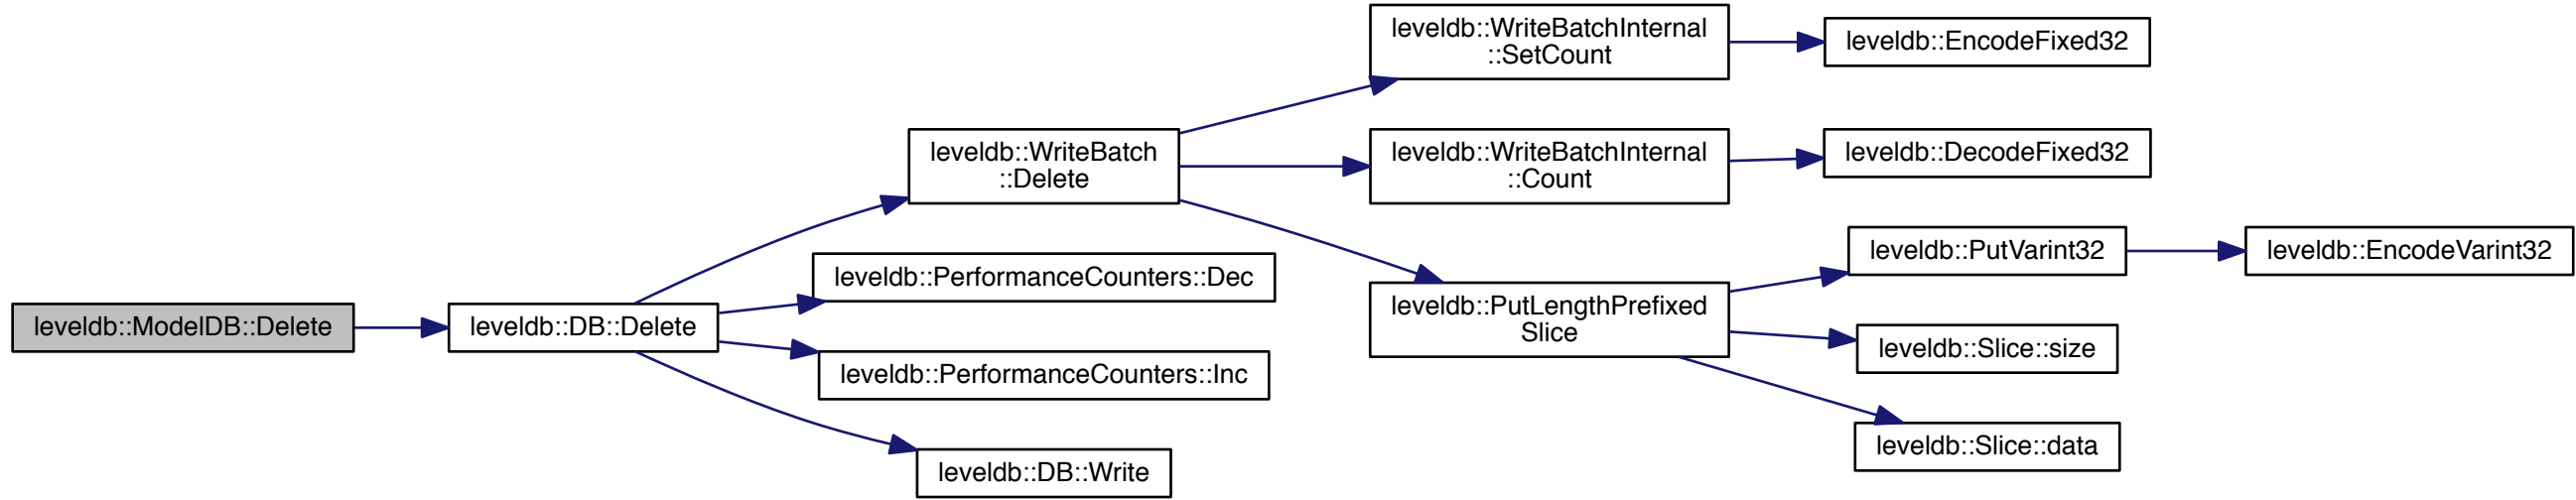 leveldb::ModelDB::Delete
leveldb::DB::Delete
leveldb::WriteBatch
::Delete
leveldb::PerformanceCounters::Dec
leveldb::PerformanceCounters::Inc
leveldb::DB::Write
leveldb::WriteBatchInternal
::SetCount
leveldb::WriteBatchInternal
::Count
leveldb::PutLengthPrefixed
Slice
leveldb::EncodeFixed32
leveldb::DecodeFixed32
leveldb::PutVarint32
leveldb::Slice::size
leveldb::Slice::data
leveldb::EncodeVarint32